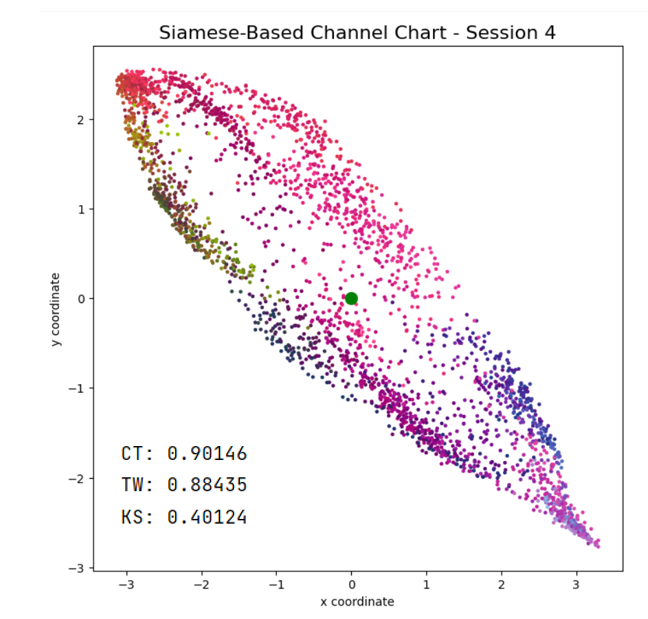 Siamese-Based Channel Chart - Session 4
y coordinate
2
1
0
−1
−2
−3
CT: 0.90146
TW: 0.88435
KS: 0.40124
−3 −2 −1 0 1 2 3
x coordinate